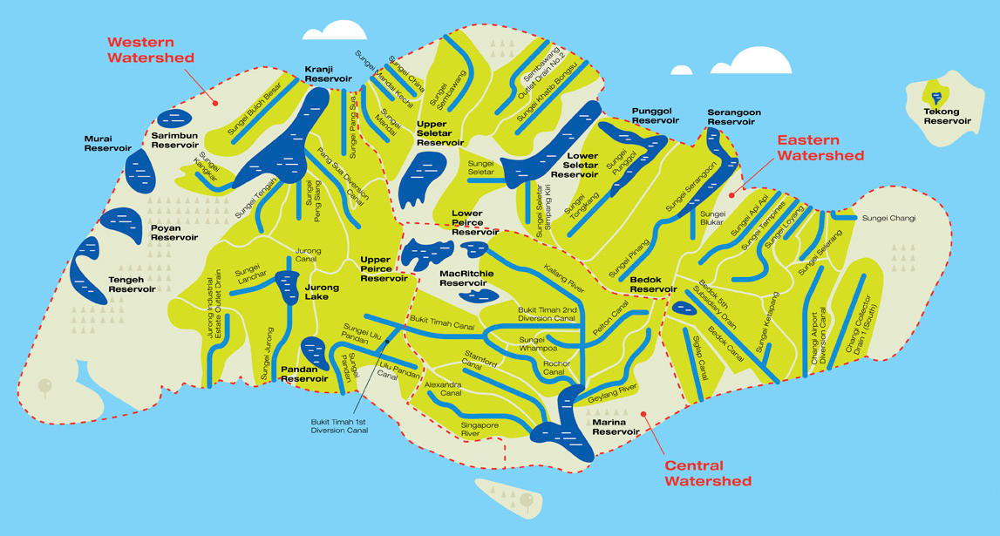 Western
Watershed
Kranji
Reservoir
Sungei Buloh Besar
Sarimbun
Reservoir
Murai
Reservoir
Sungei
Kangkar
Poyan
Reservoir
Tengeh
Reservoir
Sungei Tengah
Sungei
Peng Siang
Pang Sua Diversion
Canal
Sungei Pang Sua
Sungei Mandai Kechil
Sungei China
Sungei
Mandai
Sungei
Sembawang
Sembawang
Outlet Drain No.2
Sungei Khatib Bongsu
Upper
Seletar
Reservoir
Sungei
Seletar
Lower
Seletar
Reservoir
Sungei Seletar
Simpang Kiri
Punggol
Reservoir
Sungei
Punggol
Sungei
Tongkang
Serangoon
Reservoir
Sungei Serangoon
Sungei
Blukar
Sungei Pinang
Eastern
Watershed
Tekong
Reservoir
Sungei Api Api
Sungei Tampines
Sungei Loyang
Sungei Selarang
Sungei Changi
Lower
Peirce
Reservoir
Upper
Peirce
Reservoir
MacRitchie
Reservoir
Kallang River
Bedok
Reservoir
Bedok 5th
Subsidiary Drain
Bedok Canal
Sungei Ketapang
Siglap Canal
Changi Airport
Diversion Canal
Changi Collector
Drain 1 (South)
Jurong
Canal
Sungei
Lanchar
Jurong
Lake
Jurong Industrial
Estate Outlet Drain
Sungei Jurong
Pandan
Reservoir
Sungei Ulu
Pandan
Sungei
Pandan
Ulu Pandan
Canal
Bukit Timah Canal
Bukit Timah 2nd
Diversion Canal
Bukit Timah 1st
Diversion Canal
Sungei
Whampoa
Pelton Canal
Rochor
Canal
Stamford
Canal
Alexandra
Canal
Singapore
River
Geylang River
Marina
Reservoir
Central
Watershed